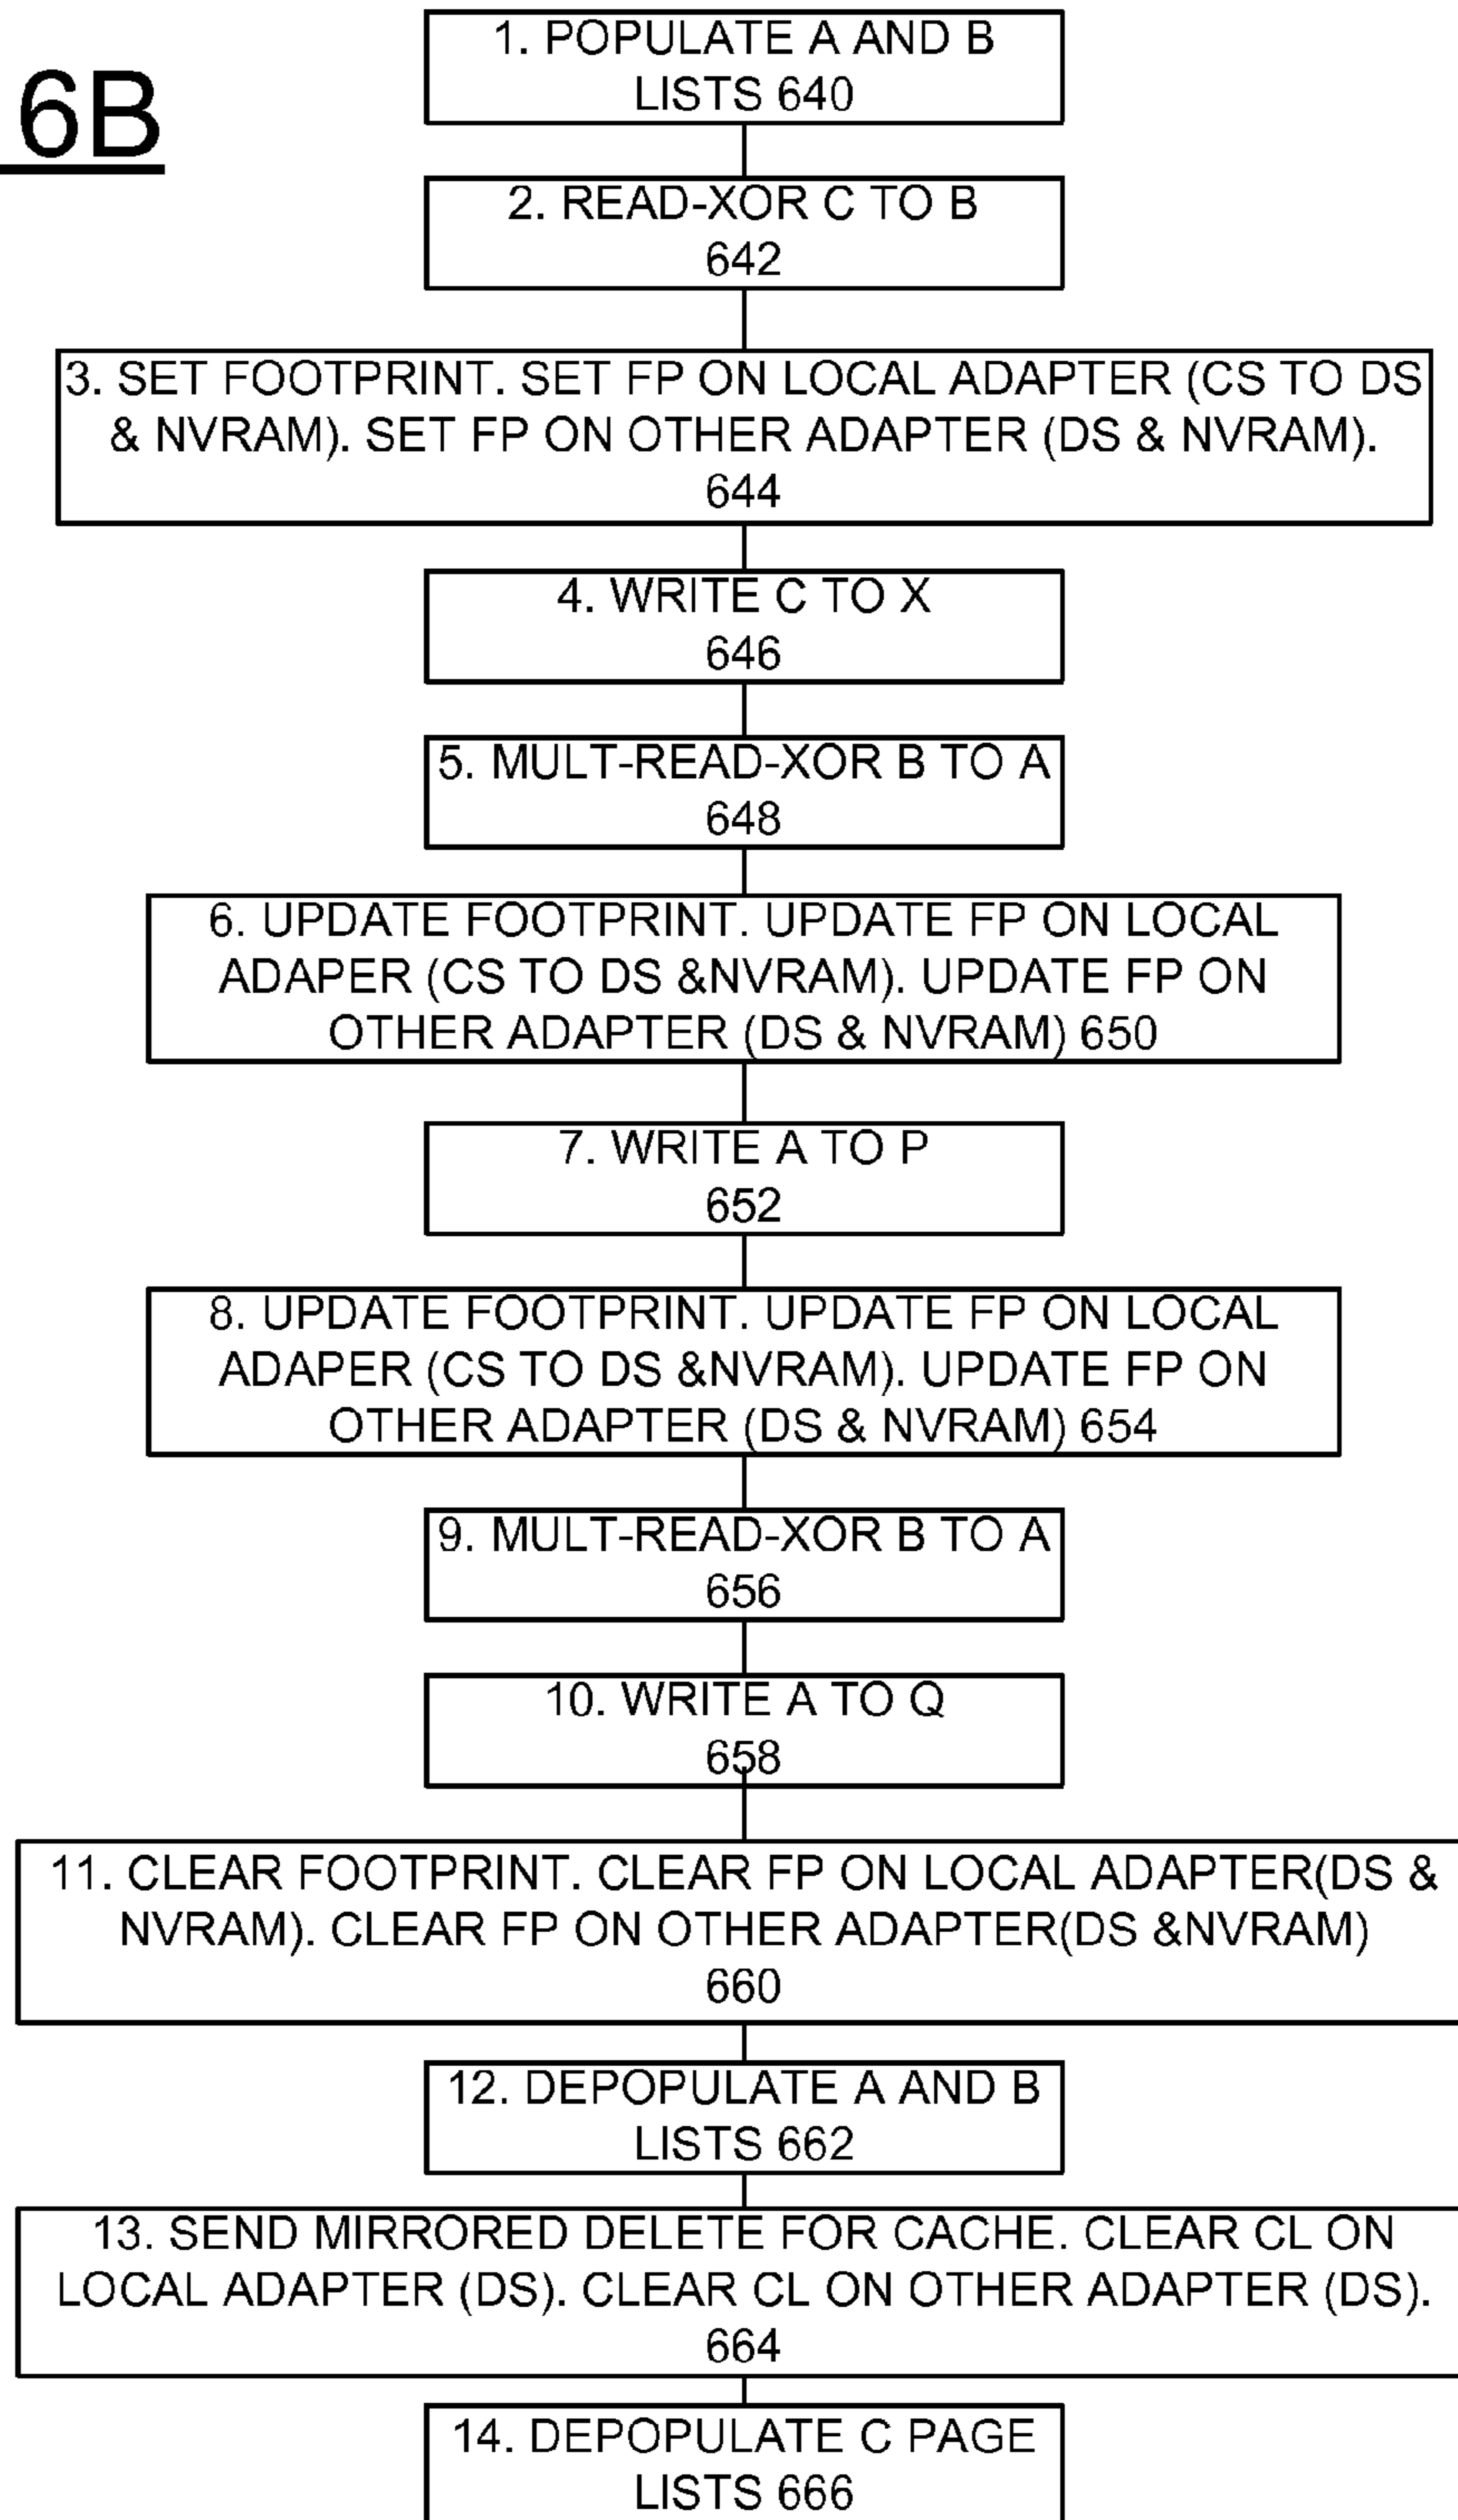 6B
1. POPULATE A AND B
LISTS 640
2. READ-XOR C TO B
642
3. SET FOOTPRINT. SET FP ON LOCAL ADAPTER (CS TO DS
& NVRAM). SET FP ON OTHER ADAPTER (DS & NVRAM).
644
4. WRITE C TO X
646
5. MULT-READ-XOR B TO A
648
6. UPDATE FOOTPRINT. UPDATE FP ON LOCAL
ADAPER (CS TO DS &NVRAM). UPDATE FP ON
OTHER ADAPTER (DS & NVRAM) 650
7. WRITE A TO P
652
8. UPDATE FOOTPRINT. UPDATE FP ON LOCAL
ADAPER (CS TO DS &NVRAM). UPDATE FP ON
OTHER ADAPTER (DS & NVRAM) 654
9. MULT-READ-XOR B TO A
656
10. WRITE A TO Q
658
11. CLEAR FOOTPRINT. CLEAR FP ON LOCAL ADAPTER(DS &
NVRAM). CLEAR FP ON OTHER ADAPTER(DS &NVRAM)
660
12. DEPOPULATE A AND B
LISTS 662
13. SEND MIRRORED DELETE FOR CACHE. CLEAR CL ON
LOCAL ADAPTER (DS). CLEAR CL ON OTHER ADAPTER (DS).
664
14. DEPOPULATE C PAGE
LISTS 666